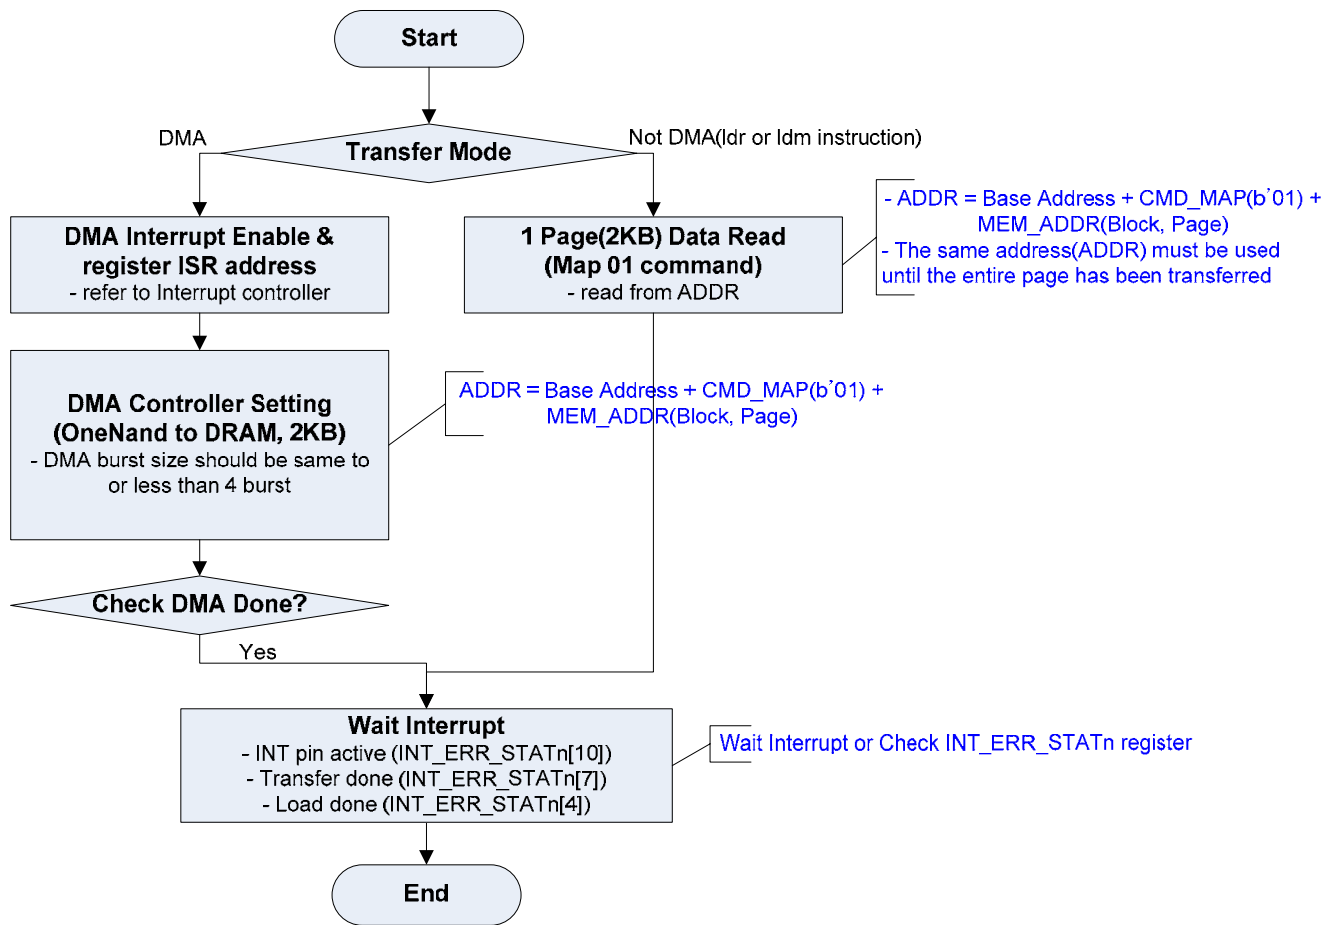 Start
DMA
Not DMA(ldr or ldm instruction)
Transfer Mode
DMA Interrupt Enable &
register ISR address
- refer to Interrupt controller
1 Page(2KB) Data Read
(Map 01 command)
- read from ADDR
- ADDR = Base Address + CMD_MAP(b'01) +
MEM_ADDR(Block, Page)
- The same address(ADDR) must be used
until the entire page has been transferred
DMA Controller Setting
(OneNand to DRAM, 2KB)
- DMA burst size should be same to
or less than 4 burst
ADDR = Base Address + CMD_MAP(b'01) +
MEM_ADDR(Block, Page)
Check DMA Done?
Yes
Wait Interrupt
- INT pin active (INT_ERR_STATn[10])
- Transfer done (INT_ERR_STATn[7])
- Load done (INT_ERR_STATn[4])
Wait Interrupt or Check INT_ERR_STATn register
End